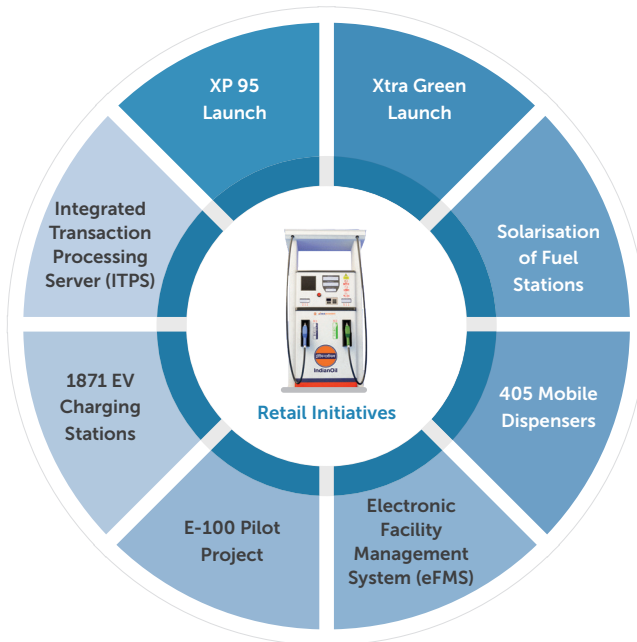 XP 95
Launch
Xtra Green
Launch
Solarisation
of Fuel
Stations
405 Mobile
Dispensers
Electronic
Facility
Management
System (eFMS)
E-100 Pilot
Project
1871 EV
Charging
Stations
Integrated
Transaction
Processing
Server (ITPS)
IndianOil
Retail Initiatives